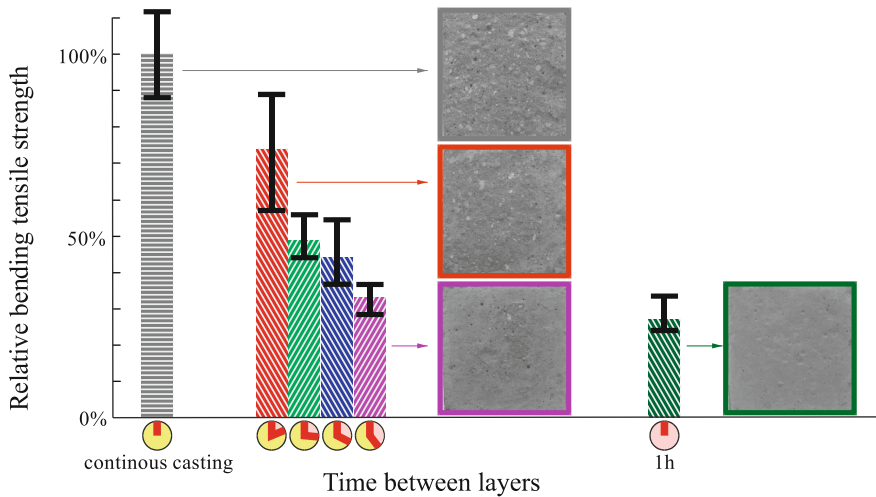 Relative bending tensile strength
100%
50%
0%
continous casting
1h
Time between layers